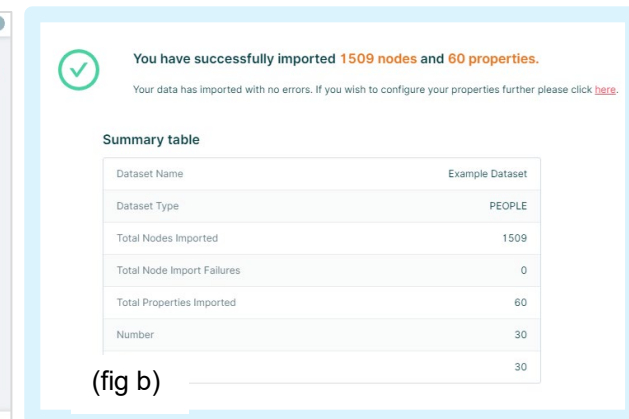 You have successfully imported 1509 nodes and 60 properties.
Your data has imported with no errors. If you wish to configure your properties further please click here.
Summary table
Dataset Name Example Dataset
Dataset Type PEOPLE
Total Nodes Imported 1509
Total Node Import Failures 0
Total Properties Imported 60
Number 30
30
(fig b)